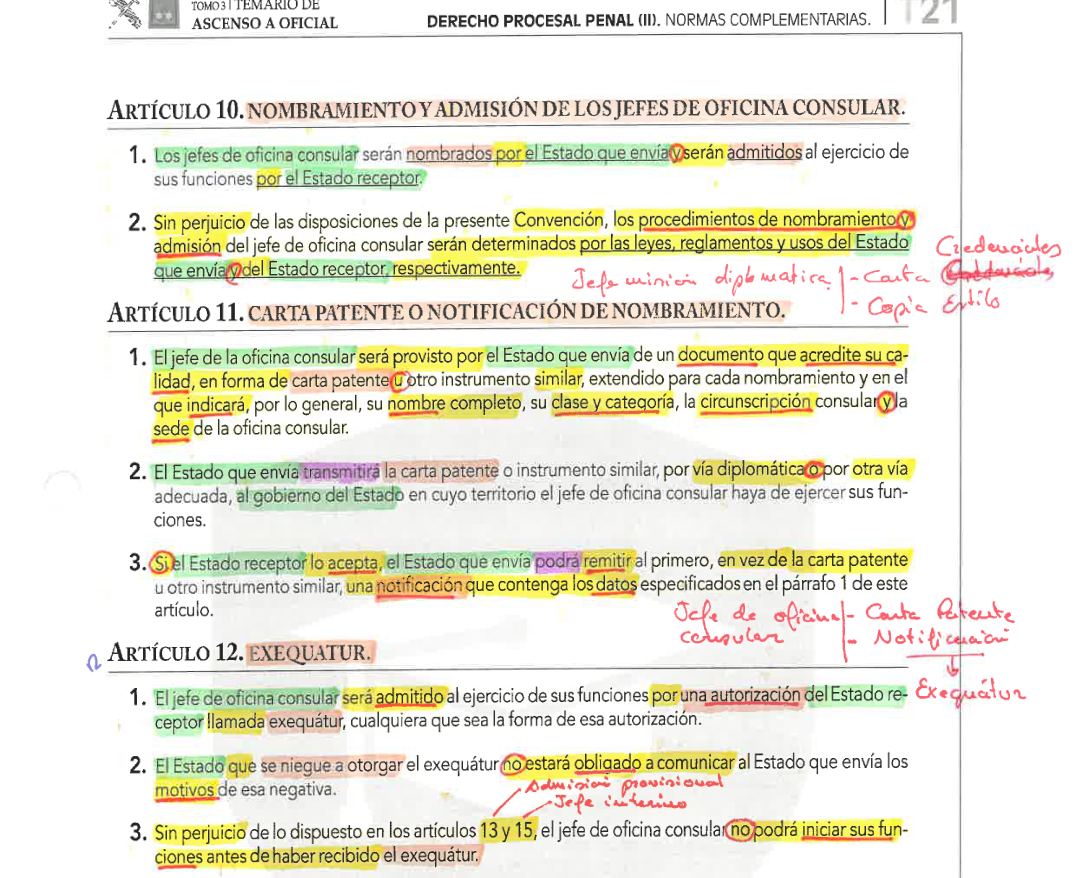 TOMO 3 | TEMARIO DE
ASCENSO A OFICIAL
DERECHO PROCESAL PENAL (II). NORMAS COMPLEMENTARIAS. T21
ARTÍCULO 10. NOMBRAMIENTO Y ADMISIÓN DE LOS JEFES DE OFICINA CONSULAR.
1. Los jefes de oficina consular serán nombrados por el Estado que envía y serán admitidos al ejercicio de
sus funciones por el Estado receptor.
2. Sin perjuicio de las disposiciones de la presente Convención, los procedimientos de nombramiento y
admisión del jefe de oficina consular serán determinados por las leyes, reglamentos y usos del Estado
que envía y del Estado receptor, respectivamente.
Credenciales
Jefe misión diplomática - Carta
- Copia Estilo
ARTÍCULO 11. CARTA PATENTE O NOTIFICACIÓN DE NOMBRAMIENTO.
1. El jefe de la oficina consular será provisto por el Estado que envía de un documento que acredite su ca-
lidad, en forma de carta patente u otro instrumento similar, extendido para cada nombramiento y en el
que indicará, por lo general, su nombre completo, su clase y categoría, la circunscripción consular y la
sede de la oficina consular.
2. El Estado que envía transmitirá la carta patente o instrumento similar, por vía diplomática o por otra vía
adecuada, al gobierno del Estado en cuyo territorio el jefe de oficina consular haya de ejercer sus fun-
ciones.
3. Si el Estado receptor lo acepta, el Estado que envía podrá remitir al primero, en vez de la carta patente
u otro instrumento similar, una notificación que contenga los datos especificados en el párrafo 1 de este
artículo.
Jefe de oficina - Carta Patente
consular - Notificación
ARTÍCULO 12. EXEQUATUR.
1. El jefe de oficina consular será admitido al ejercicio de sus funciones por una autorización del Estado re-
Exequátur
ceptor llamada exequátur, cualquiera que sea la forma de esa autorización.
2. El Estado que se niegue a otorgar el exequátur no estará obligado a comunicar al Estado que envía los
motivos de esa negativa.
Admisión provisional
Jefe interino
3. Sin perjuicio de lo dispuesto en los artículos 13 y 15, el jefe de oficina consular no podrá iniciar sus fun-
ciones antes de haber recibido el exequátur.